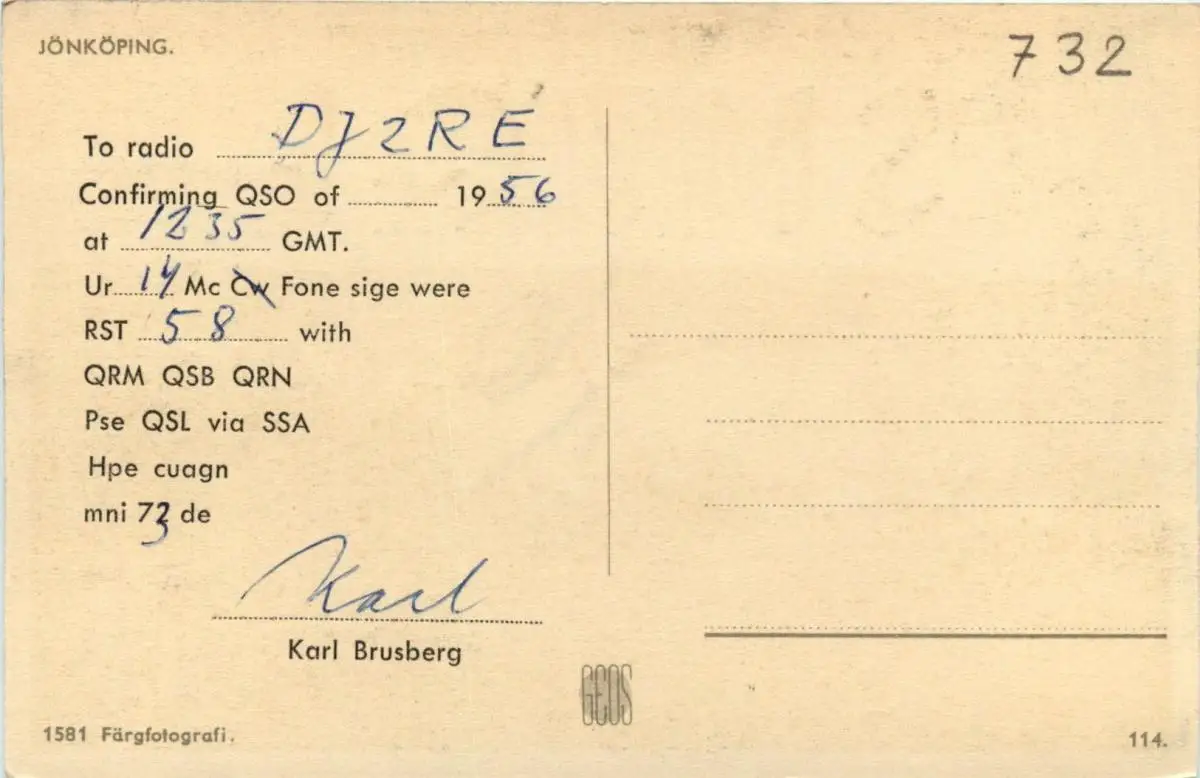 JÖNKÖPING.
732
To radio DJ2RE
Confirming QSO of ........ 1956
at 1235 GMT.
Ur 14 Mc Cw Fone sige were
RST 58 with
QRM QSB QRN
Pse QSL via SSA
Hpe cuagn
mni 73 de
Karl
Karl Brusberg
GEOS
1581 Färgfotografi.
114.